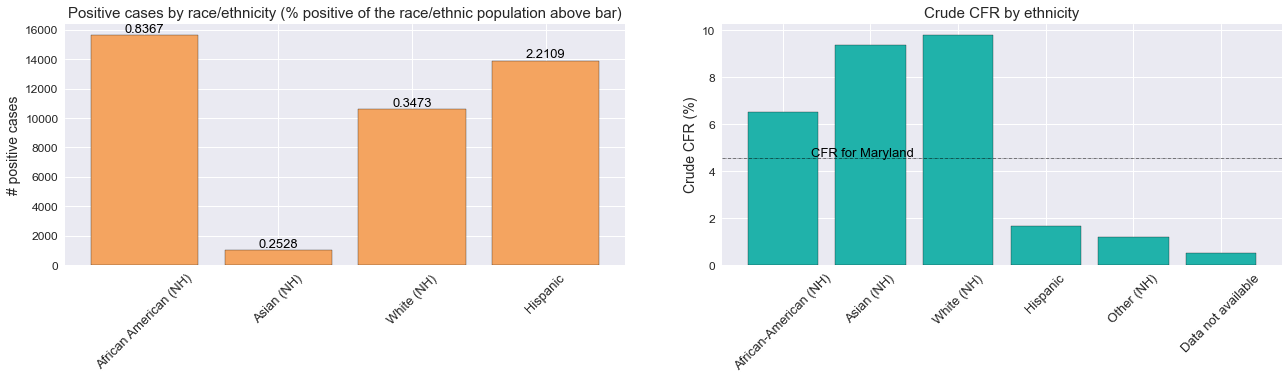 Positive cases by race/ethnicity (% positive of the race/ethnic population above bar)
# positive cases
16000
14000
12000
10000
8000
6000
4000
2000
0
0.8367
0.2528
0.3473
2.2109
African American (NH)
Asian (NH)
White (NH)
Hispanic
Crude CFR by ethnicity
Crude CFR (%)
10
8
6
4
2
0
CFR for Maryland
African-American (NH)
Asian (NH)
White (NH)
Hispanic
Other (NH)
Data not available